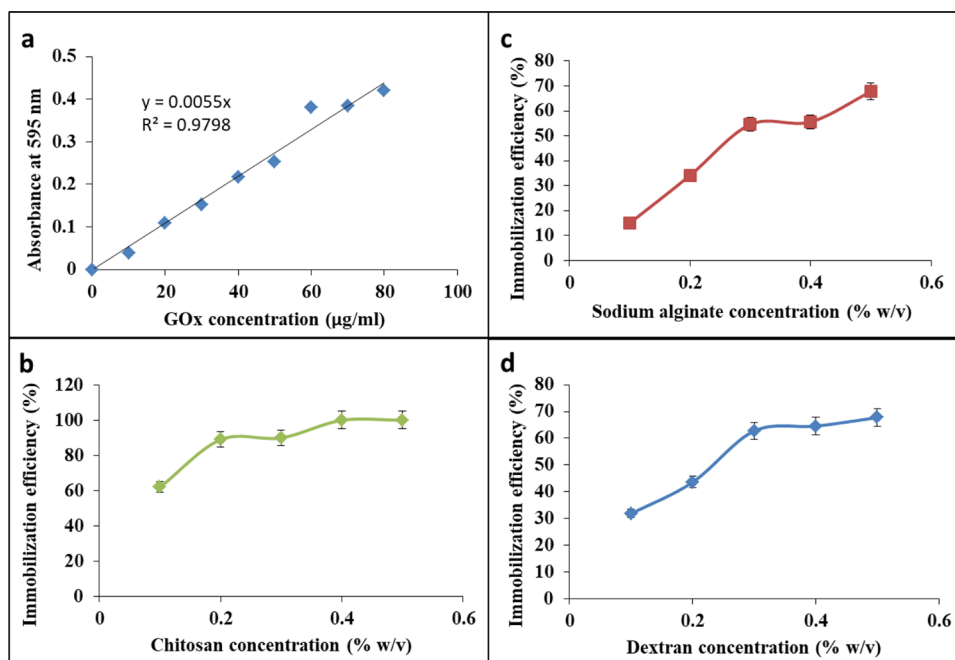 a
Absorbance at 595 nm
0.5
0.4
0.3
0.2
0.1
0
y = 0.0055x
R² = 0.9798
0 20 40 60 80 100
GOx concentration (µg/ml)
b
Immobilization efficiency (%)
120
100
80
60
40
20
0
0 0.2 0.4 0.6
Chitosan concentration (% w/v)
c
Immobilization efficiency (%)
80
70
60
50
40
30
20
10
0
0 0.2 0.4 0.6
Sodium alginate concentration (% w/v)
d
Immobilization efficiency (%)
80
70
60
50
40
30
20
10
0
0 0.2 0.4 0.6
Dextran concentration (% w/v)